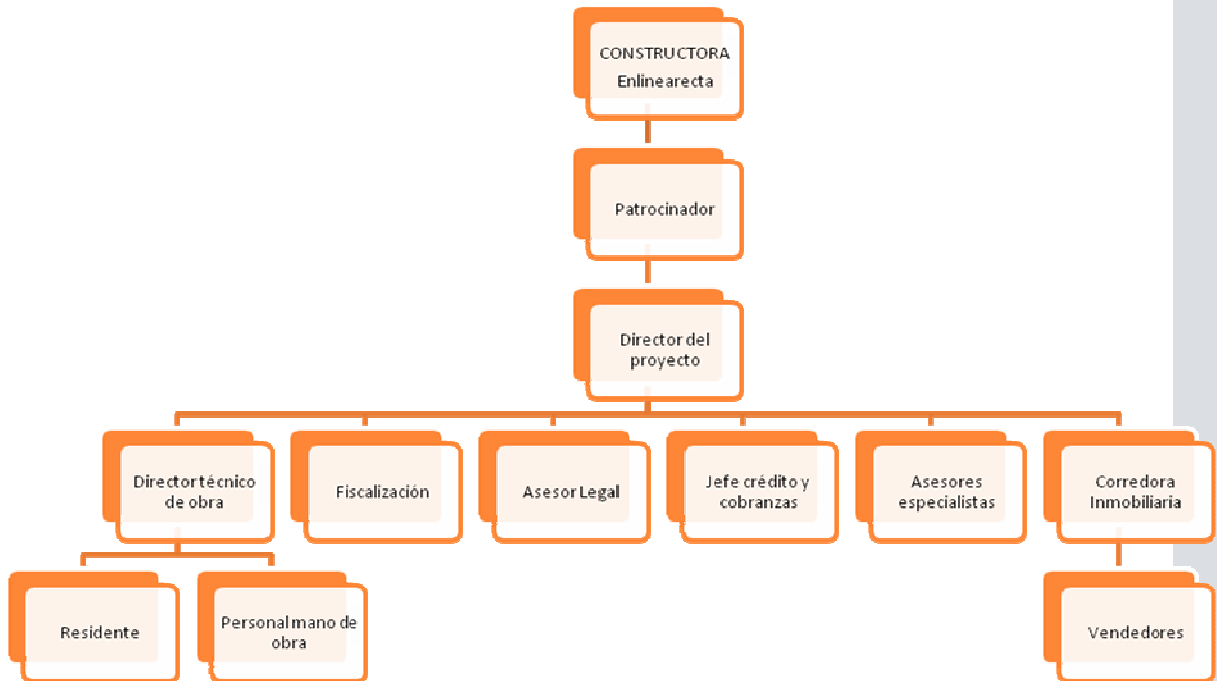 CONSTRUCTORA
Enlinearecta
Patrocinador
Director del
proyecto
Director técnico
de obra
Fiscalización
Asesor Legal
Jefe crédito y
cobranzas
Asesores
especialistas
Corredora
Inmobiliaria
Residente
Personal mano de
obra
Vendedores